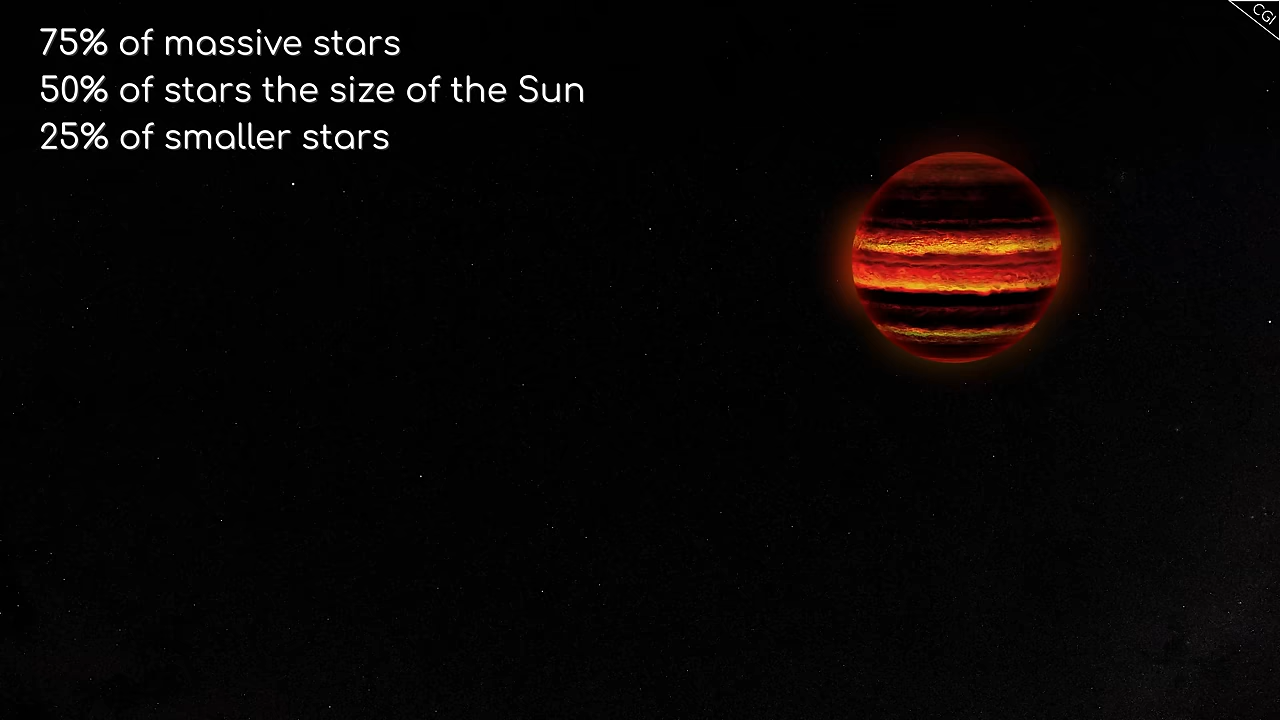 75% of massive stars
50% of stars the size of the Sun
25% of smaller stars
CGI